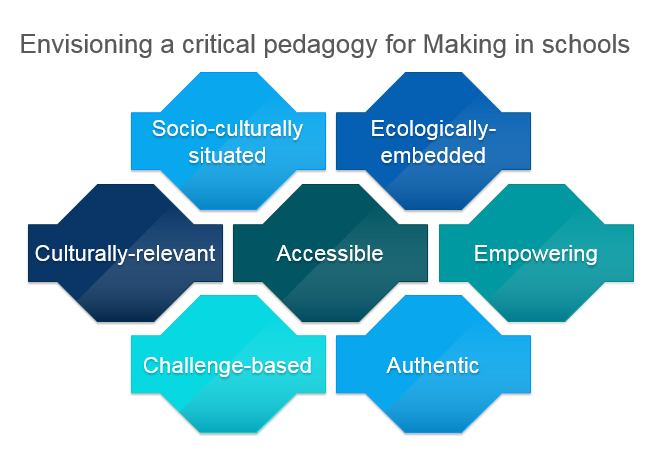 Envisioning a critical pedagogy for Making in schools
Socio-culturally
situated
Ecologically-
embedded
Culturally-relevant
Accessible
Empowering
Challenge-based
Authentic